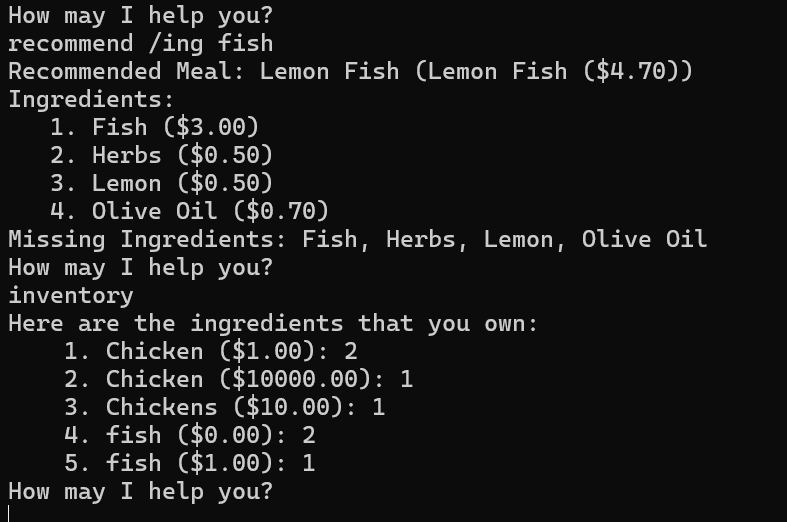 How may I help you?
recommend /ing fish
Recommended Meal: Lemon Fish (Lemon Fish ($4.70))
Ingredients:
   1. Fish ($3.00)
   2. Herbs ($0.50)
   3. Lemon ($0.50)
   4. Olive Oil ($0.70)
Missing Ingredients: Fish, Herbs, Lemon, Olive Oil
How may I help you?
inventory
Here are the ingredients that you own:
    1. Chicken ($1.00): 2
    2. Chicken ($10000.00): 1
    3. Chickens ($10.00): 1
    4. fish ($0.00): 2
    5. fish ($1.00): 1
How may I help you?